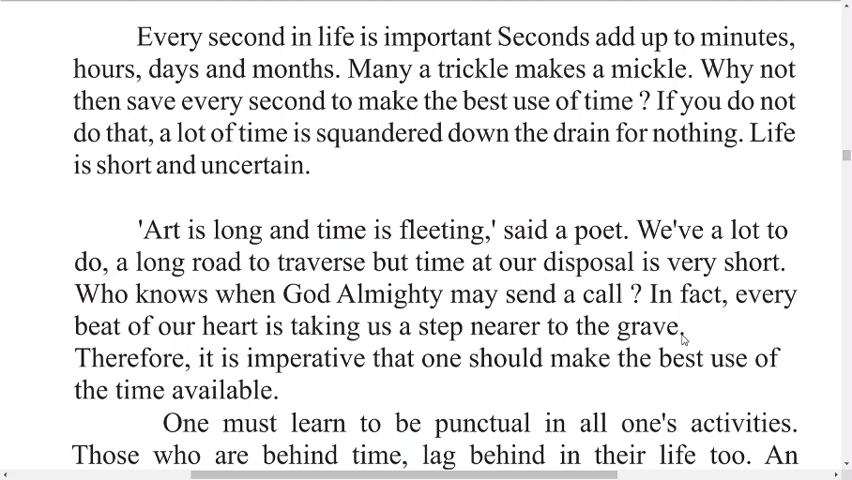 Every second in life is important Seconds add up to minutes,
hours, days and months. Many a trickle makes a mickle. Why not
then save every second to make the best use of time ? If you do not
do that, a lot of time is squandered down the drain for nothing. Life
is short and uncertain.
'Art is long and time is fleeting,' said a poet. We've a lot to
do, a long road to traverse but time at our disposal is very short.
Who knows when God Almighty may send a call ? In fact, every
beat of our heart is taking us a step nearer to the grave.
Therefore, it is imperative that one should make the best use of
the time available.
One must learn to be punctual in all one's activities.
Those who are behind time, lag behind in their life too. An